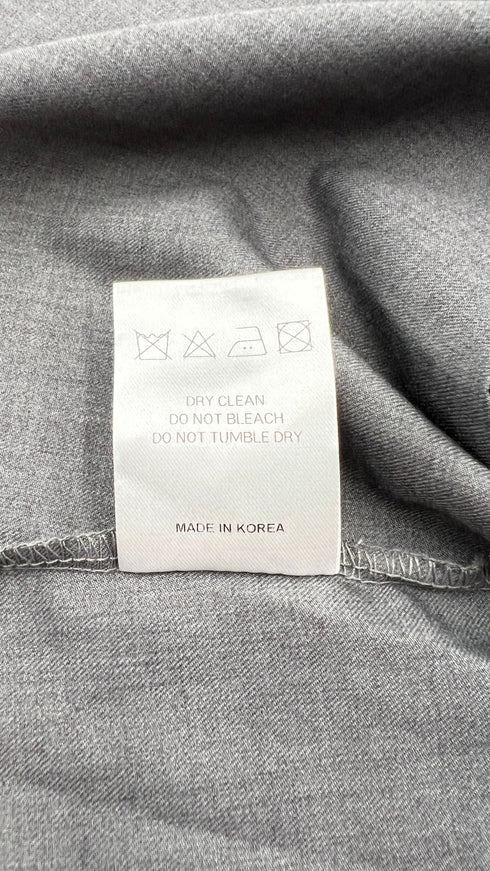 DRY CLEAN
DO NOT BLEACH
DO NOT TUMBLE DRY
MADE IN KOREA